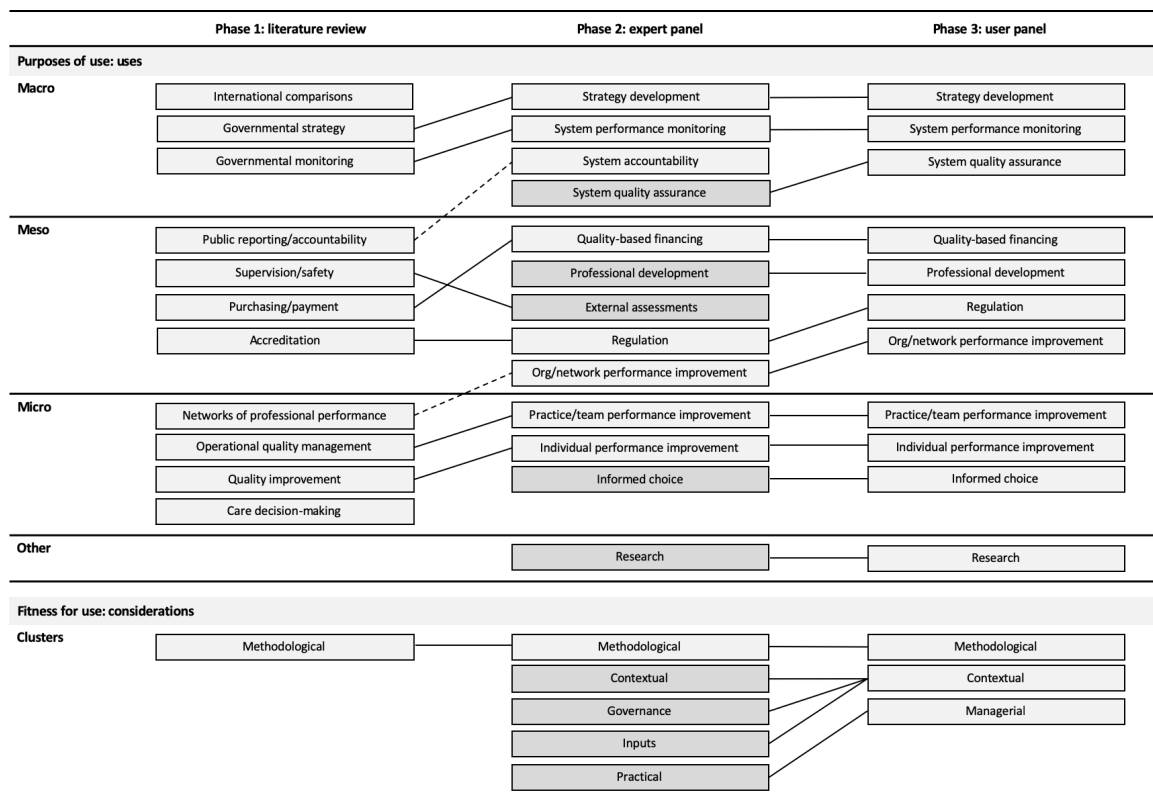 Phase 1: literature review Phase 2: expert panel Phase 3: user panel
Purposes of use: uses
Macro
International comparisons Strategy development Strategy development
Governmental strategy System performance monitoring System performance monitoring
Governmental monitoring System accountability System quality assurance
System quality assurance
Meso
Public reporting/accountability Quality-based financing Quality-based financing
Supervision/safety Professional development Professional development
Purchasing/payment External assessments Regulation
Accreditation Regulation Org/network performance improvement
Org/network performance improvement
Micro
Networks of professional performance Practice/team performance improvement Practice/team performance improvement
Operational quality management Individual performance improvement Individual performance improvement
Quality improvement Informed choice Informed choice
Care decision-making
Other
Research Research
Fitness for use: considerations
Clusters
Methodological Methodological Methodological
Contextual Contextual
Governance Managerial
Inputs
Practical